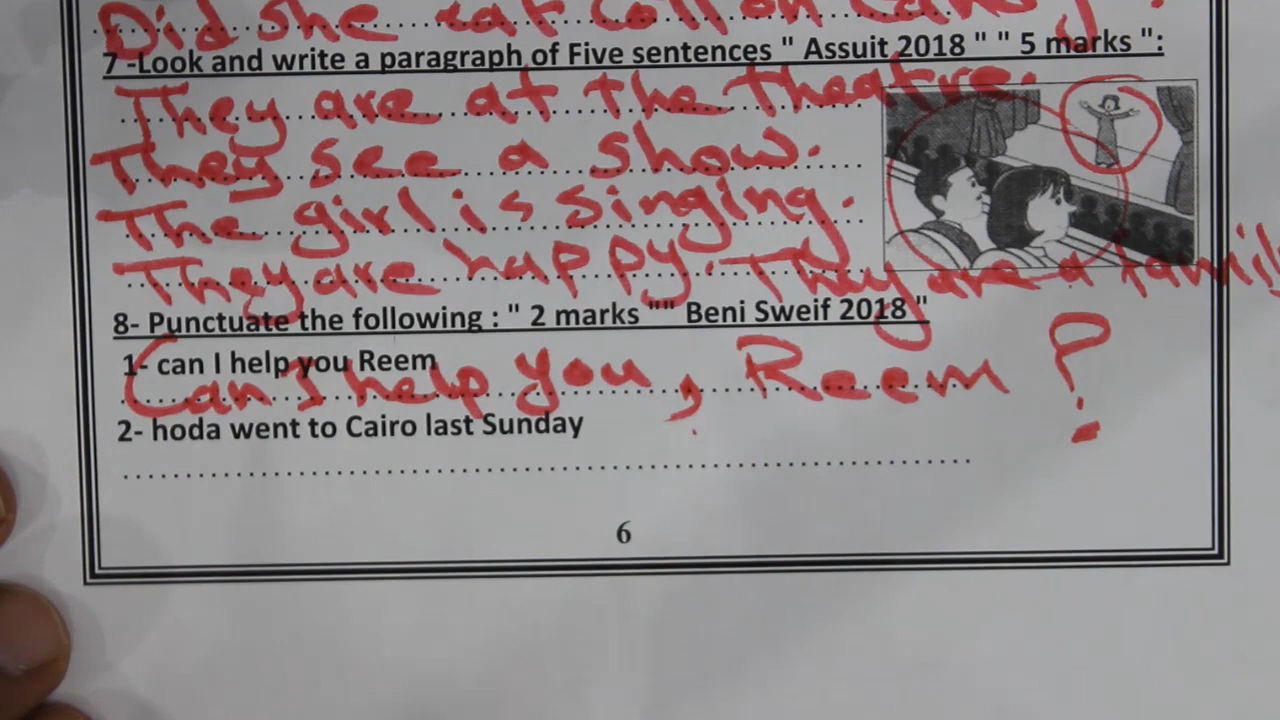 Did she eat cotton candy?
7 -Look and write a paragraph of Five sentences " Assuit 2018 " " 5 marks ":
They are at the theatre.
They see a show.
The girl is singing.
They are happy. They are a famil
8- Punctuate the following : " 2 marks "" Beni Sweif 2018 "
1- can I help you Reem
Can I help you, Reem ?
2- hoda went to Cairo last Sunday
6